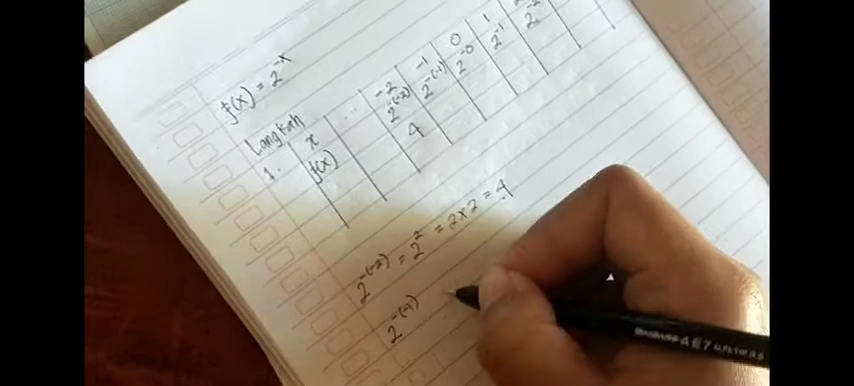 f(x) = 2^-x
Langkah
1. x ... -2 -1 0 1
f(x) 2^-(-2) 2^-(-1) 2^-0 2^-1 2^-2
4
2^-(-2) = 2^2 = 2x2 = 4
2^-(-1)